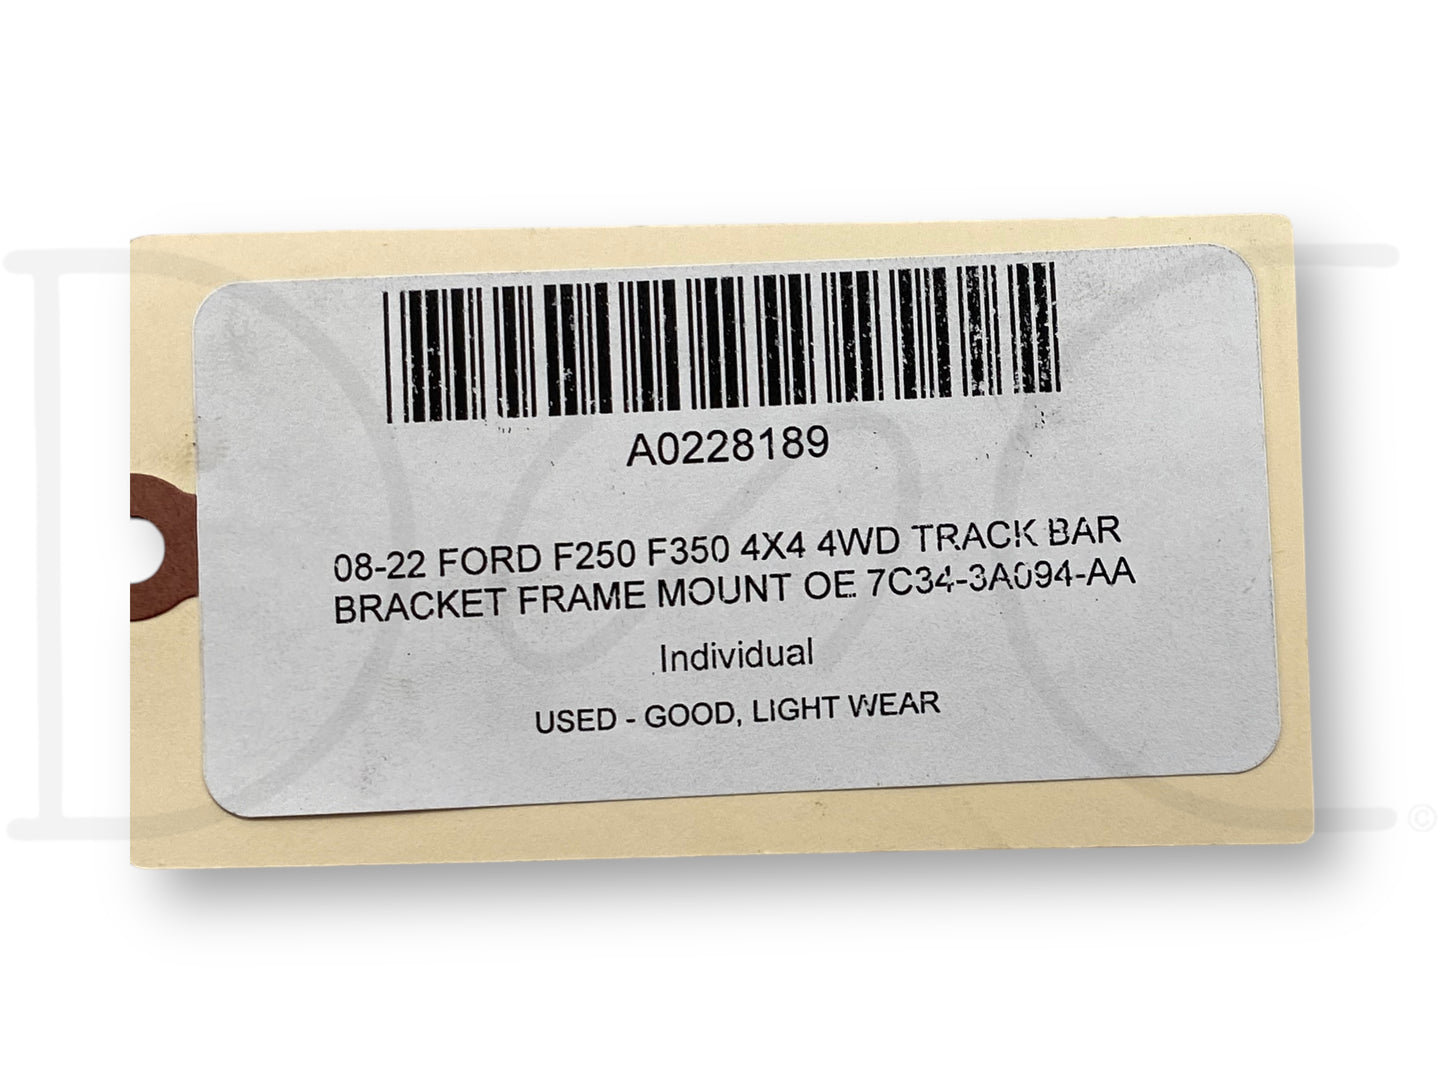 A0228189
08-22 FORD F250 F350 4X4 4WD TRACK BAR
BRACKET FRAME MOUNT OE 7C34-3A094-AA
Individual
USED - GOOD, LIGHT WEAR
©